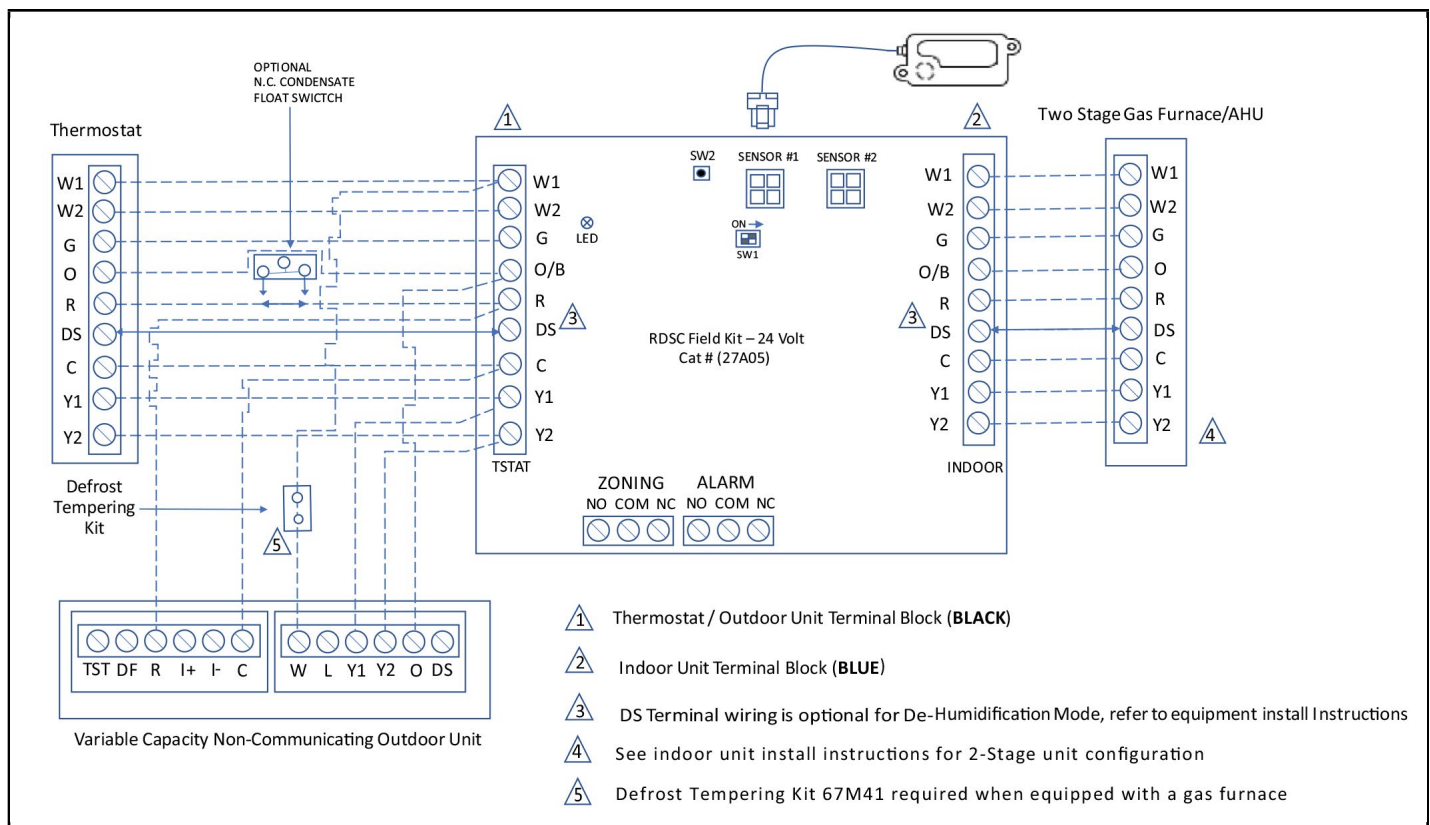 OPTIONAL
N.C. CONDENSATE
FLOAT SWICTCH
Thermostat
W1
W2
G
O
R
DS
C
Y1
Y2
Defrost
Tempering
Kit
5
1
2
SW2
SENSOR #1
SENSOR #2
ON
SW1
LED
W1
W2
G
O/B
R
DS
C
Y1
Y2
TSTAT
3
RDSC Field Kit – 24 Volt
Cat # (27A05)
ZONING
NO COM NC
ALARM
NO COM NC
W1
W2
G
O/B
R
DS
C
Y1
Y2
INDOOR
3
Two Stage Gas Furnace/AHU
W1
W2
G
O
R
DS
C
Y1
Y2
4
TST DF R I+ I- C
W L Y1 Y2 O DS
Variable Capacity Non-Communicating Outdoor Unit
1 Thermostat / Outdoor Unit Terminal Block (BLACK)
2 Indoor Unit Terminal Block (BLUE)
3 DS Terminal wiring is optional for De-Humidification Mode, refer to equipment install Instructions
4 See indoor unit install instructions for 2-Stage unit configuration
5 Defrost Tempering Kit 67M41 required when equipped with a gas furnace